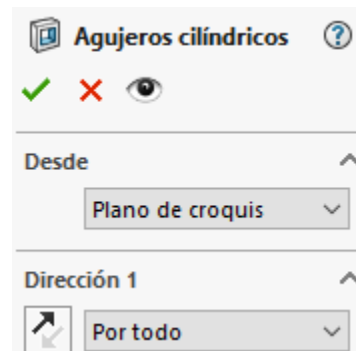 Agujeros cilíndricos
Desde
Plano de croquis
Dirección 1
Por todo